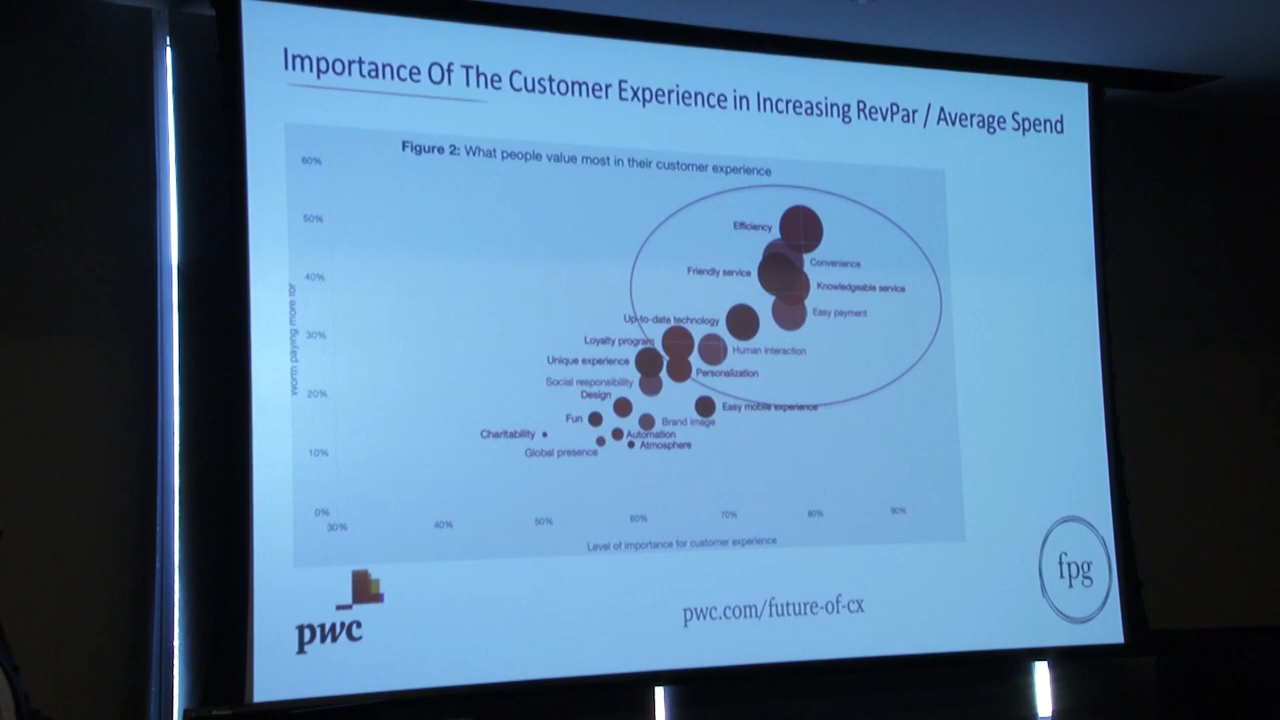 Importance Of The Customer Experience in Increasing RevPar / Average Spend
Figure 2: What people value most in their customer experience
60%
50%
40%
30%
20%
10%
0%
Worth paying more for
Efficiency
Convenience
Friendly service
Knowledgeable service
Easy payment
Up-to-date technology
Loyalty program
Human interaction
Unique experience
Personalization
Social responsibility
Design
Easy mobile experience
Fun
Brand image
Charitability
Automation
Atmosphere
Global presence
30%
40%
50%
60%
70%
80%
90%
Level of importance for customer experience
pwc
pwc.com/future-of-cx
fpg